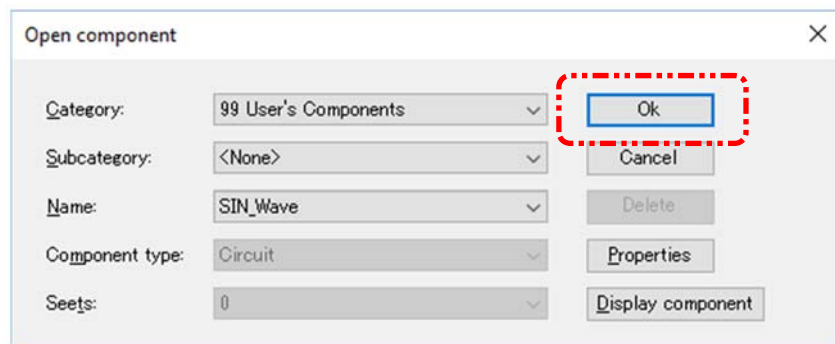 Open component
Category: 99 User's Components Ok
Subcategory: <None> Cancel
Name: SIN_Wave Delete
Component type: Circuit Properties
Seets: 0 Display component